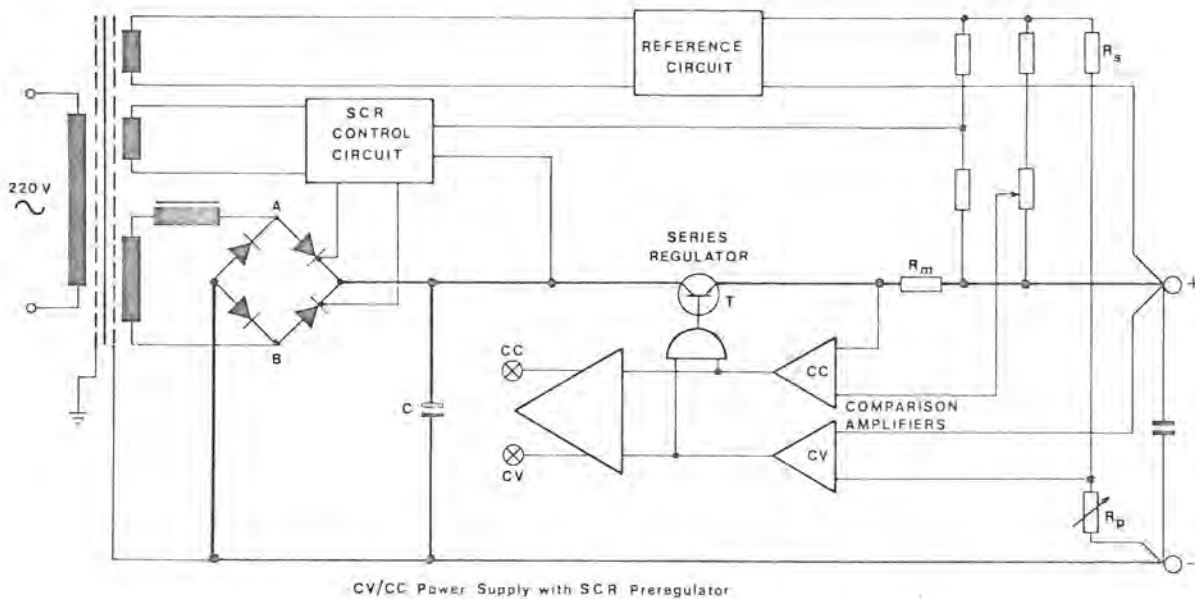 REFERENCE
CIRCUIT
R_s
SCR
CONTROL
CIRCUIT
220 V
A
SERIES
REGULATOR
R_m
T
+
B
CC
CC
C
COMPARISON
AMPLIFIERS
CV
CV
R_p
-
CV/CC Power Supply with SCR Preregulator